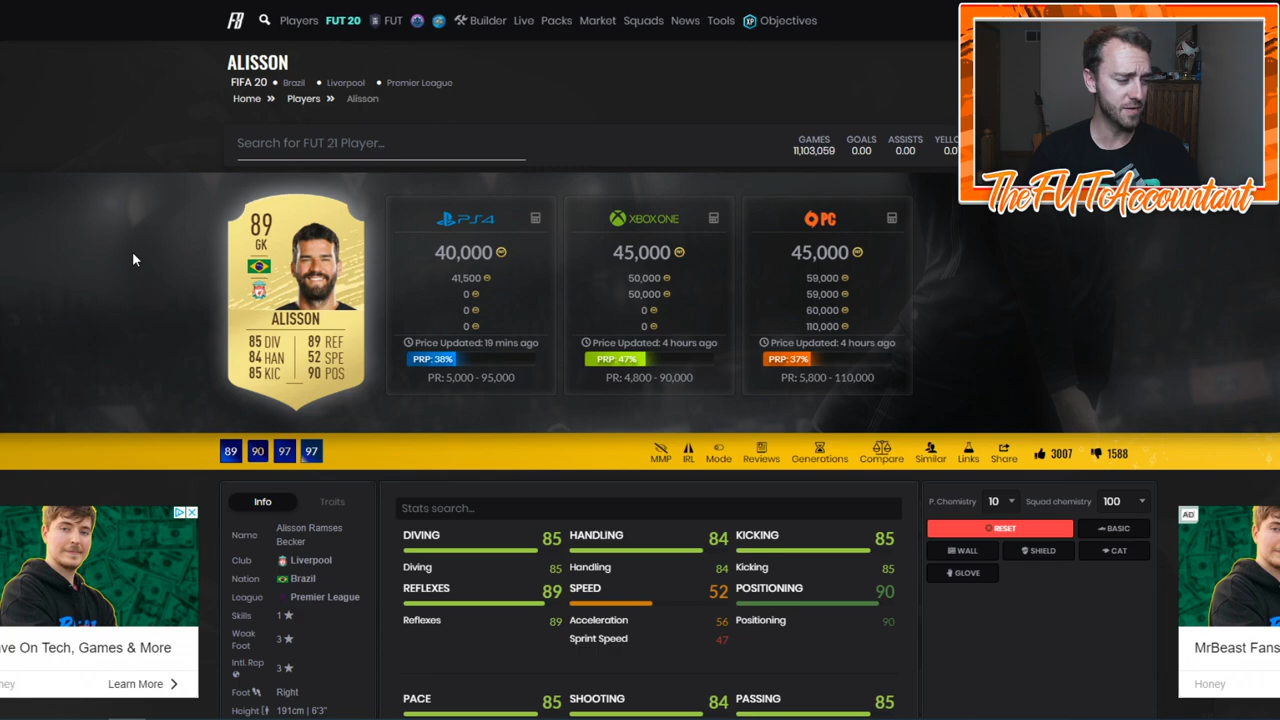 FB Players FUT 20 FUT Builder Live Packs Market Squads News Tools XP Objectives
ALISSON
FIFA 20 • Brazil • Liverpool • Premier League
Home » Players » Alisson
Search for FUT 21 Player...
GAMES GOALS ASSISTS YELLO
11,103,059 0.00 0.00 0.0
TheFUTAccountant
89
GK
ALISSON
85 DIV 89 REF
84 HAN 52 SPE
85 KIC 90 POS
PS4
40,000
41,500
0
0
0
Price Updated: 19 mins ago
PRP: 38%
PR: 5,000 - 95,000
XBOX ONE
45,000
50,000
50,000
0
0
Price Updated: 4 hours ago
PRP: 47%
PR: 4,800 - 90,000
PC
45,000
59,000
59,000
60,000
110,000
Price Updated: 4 hours ago
PRP: 37%
PR: 5,800 - 110,000
89 90 97 97
MMP IRL Mode Reviews Generations Compare Similar Links Share 3007 1588
Info Traits
Name Alisson Ramses Becker
Club Liverpool
Nation Brazil
League Premier League
Skills 1★
Weak Foot 3★
Intl. Rep 3★
Foot Right
Height 191cm | 6'3"
Stats search...
DIVING 85 HANDLING 84 KICKING 85
Diving 85 Handling 84 Kicking 85
REFLEXES 89 SPEED 52 POSITIONING 90
Reflexes 89 Acceleration 56 Positioning 90
Sprint Speed 47
PACE 85 SHOOTING 84 PASSING 85
P. Chemistry 10 Squad chemistry 100
RESET BASIC
WALL SHIELD CAT
GLOVE
ave On Tech, Games & More
ney Learn More
AD
MrBeast Fans
Honey